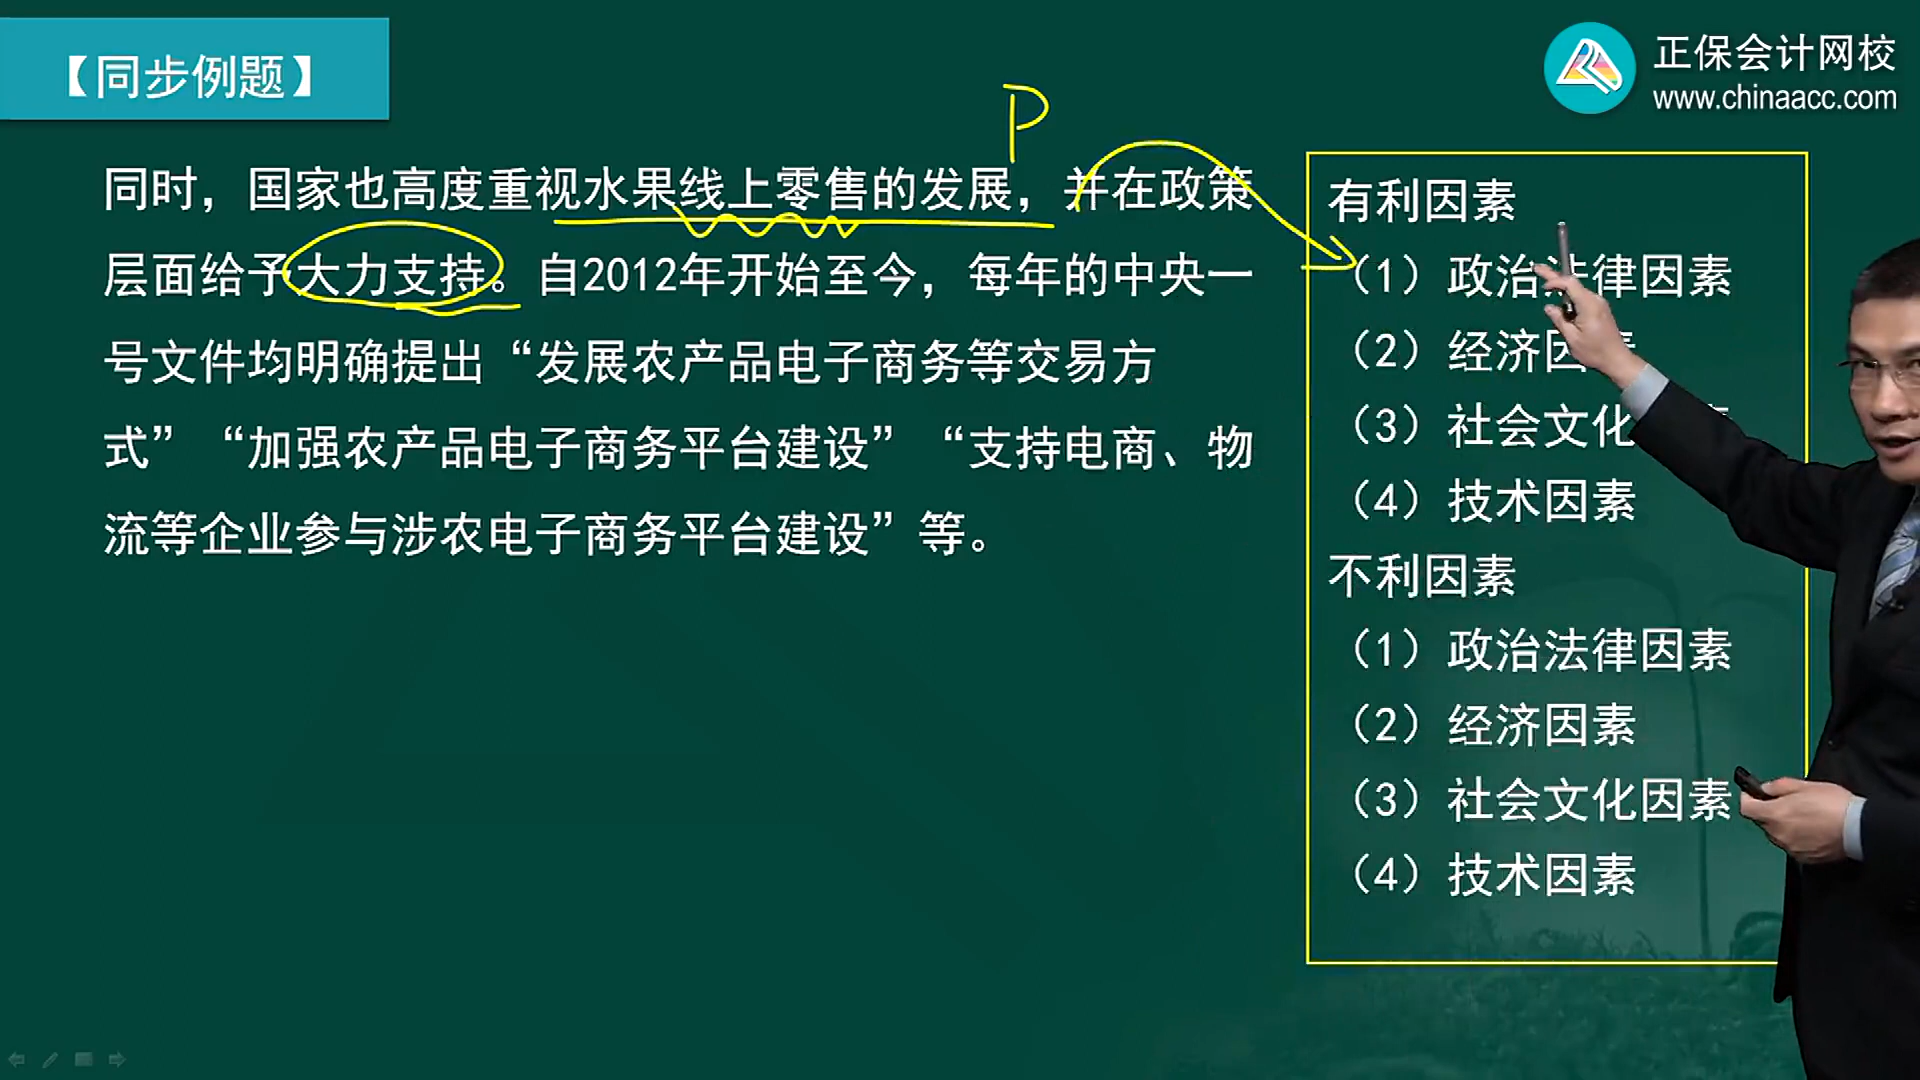 【同步例题】
正保会计网校
www.chinaacc.com
P
同时，国家也高度重视水果线上零售的发展，并在政策
层面给予大力支持。自2012年开始至今，每年的中央一
号文件均明确提出“发展农产品电子商务等交易方
式”“加强农产品电子商务平台建设”“支持电商、物
流等企业参与涉农电子商务平台建设”等。
有利因素
（1）政治法律因素
（2）经济因
（3）社会文化
（4）技术因素
不利因素
（1）政治法律因素
（2）经济因素
（3）社会文化因素
（4）技术因素